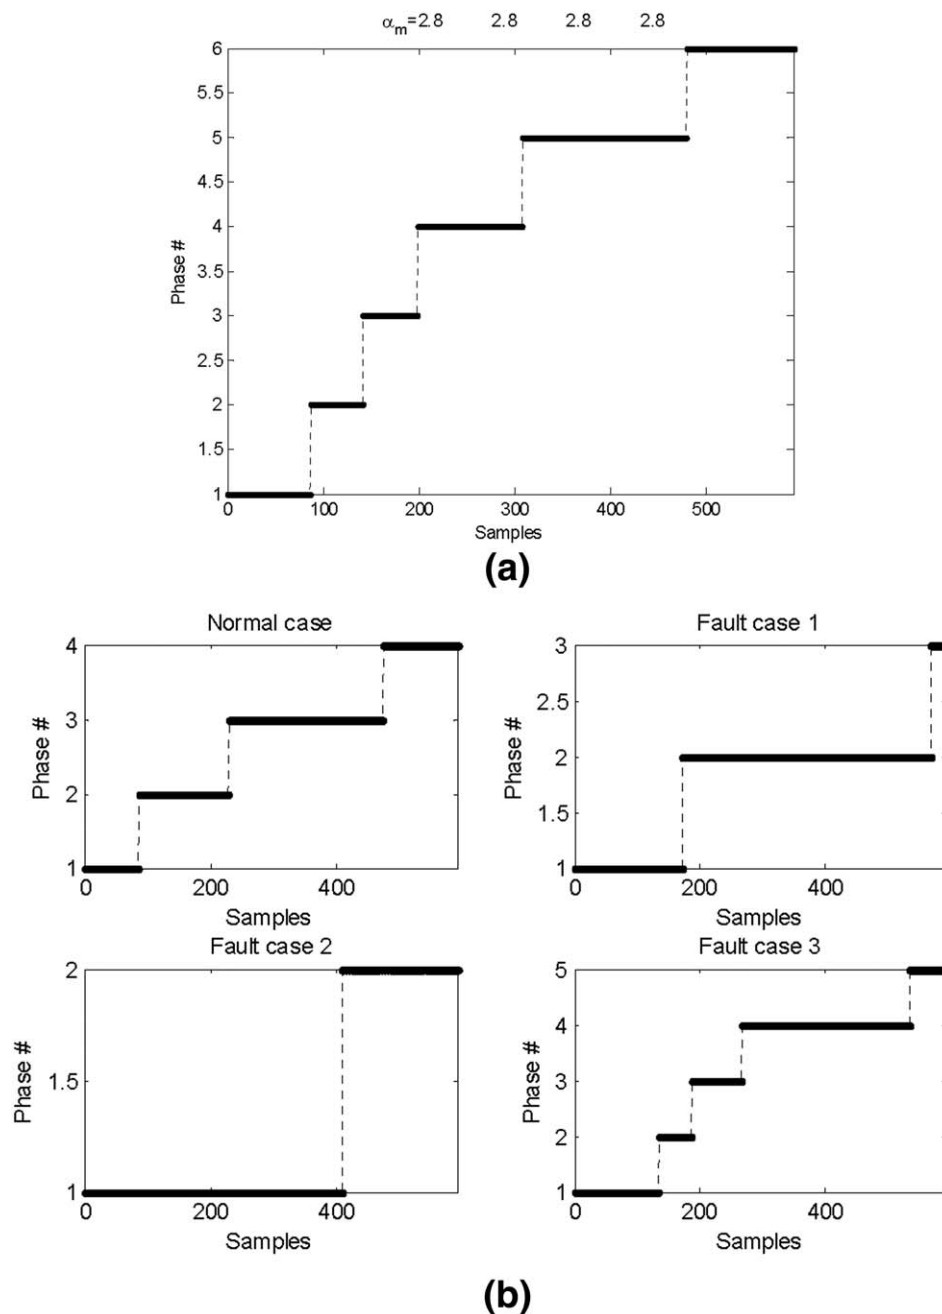 αm=2.8 2.8 2.8 2.8
6
5.5
5
4.5
4
3.5
3
2.5
2
1.5
1
Phase #
0 100 200 300 400 500
Samples
(a)
Normal case
4
3
2
1
Phase #
0 200 400
Samples
Fault case 1
3
2.5
2
1.5
1
Phase #
0 200 400
Samples
Fault case 2
2
1.5
1
Phase #
0 200 400
Samples
Fault case 3
5
4
3
2
1
Phase #
0 200 400
Samples
(b)